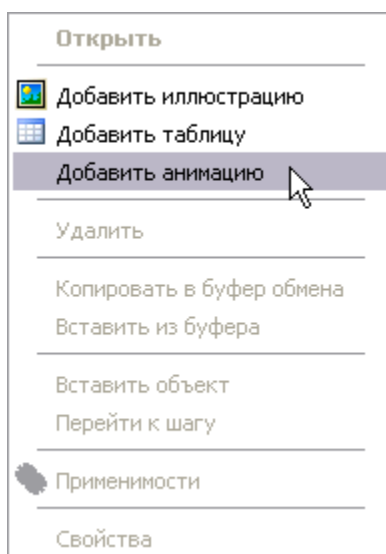 Открыть
Добавить иллюстрацию
Добавить таблицу
Добавить анимацию
Удалить
Копировать в буфер обмена
Вставить из буфера
Вставить объект
Перейти к шагу
Применимости
Свойства